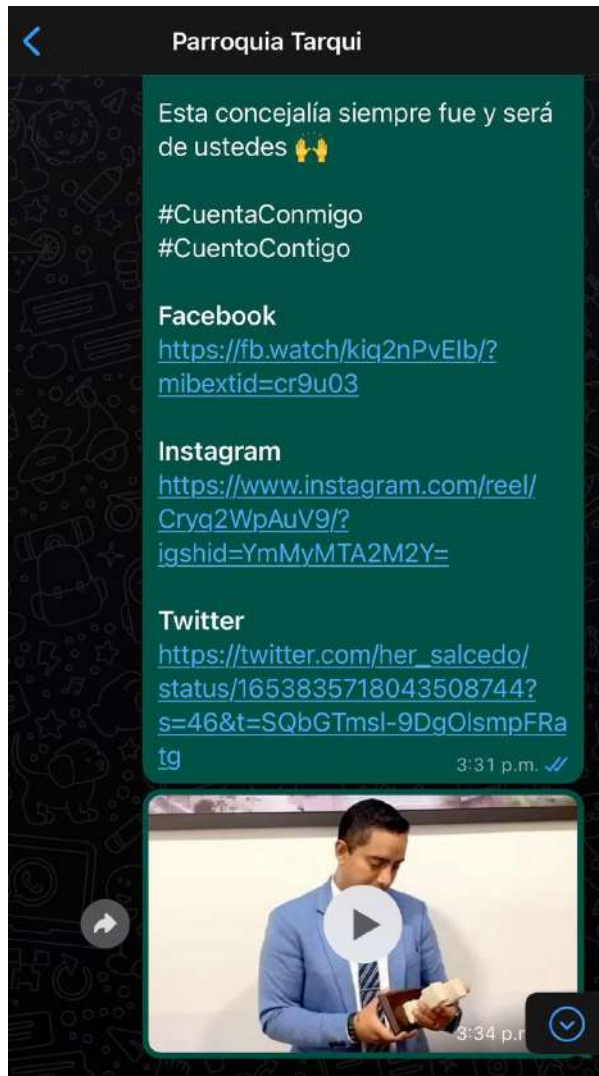 Parroquia Tarqui
Esta concejalía siempre fue y será
de ustedes 🙌
#CuentaConmigo
#CuentoContigo
Facebook
https://fb.watch/kiq2nPvEIb/?
mibextid=cr9u03
Instagram
https://www.instagram.com/reel/
Cryq2WpAuV9/?
igshid=YmMyMTA2M2Y=
Twitter
https://twitter.com/her_salcedo/
status/1653835718043508744?
s=46&t=SQbGTmsl-9DgOlsmpFRa
tg
3:31 p.m.
3:34 p.